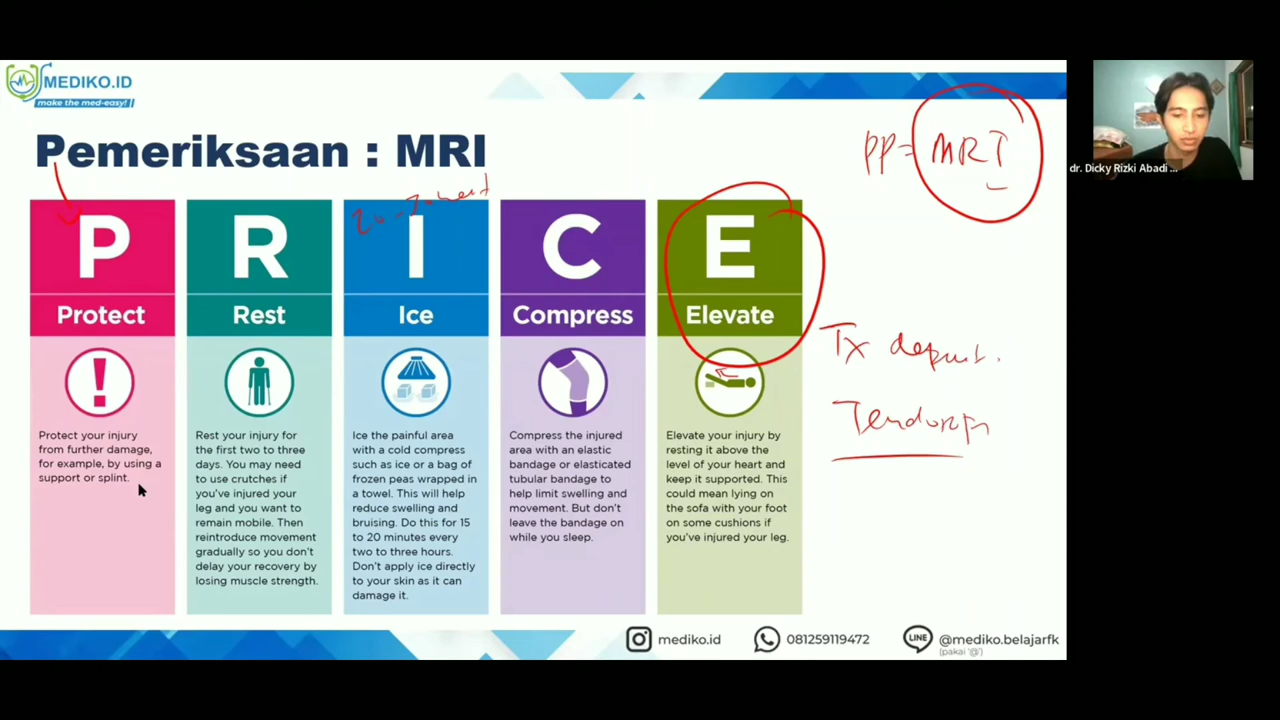 MEDIKO.ID
make the med-easy!
Pemeriksaan : MRI
PP= MRI
dr. Dicky Rizki Abadi ...
P
Protect
Protect your injury
from further damage,
for example, by using a
support or splint.
R
Rest
Rest your injury for
the first two to three
days. You may need
to use crutches if
you've injured your
leg and you want to
remain mobile. Then
reintroduce movement
gradually so you don't
delay your recovery by
losing muscle strength.
I
Ice
Ice the painful area
with a cold compress
such as ice or a bag of
frozen peas wrapped in
a towel. This will help
reduce swelling and
bruising. Do this for 15
to 20 minutes every
two to three hours.
Don't apply ice directly
to your skin as it can
damage it.
C
Compress
Compress the injured
area with an elastic
bandage or elasticated
tubular bandage to
help limit swelling and
movement. But don't
leave the bandage on
while you sleep.
E
Elevate
Elevate your injury by
resting it above the
level of your heart and
keep it supported. This
could mean lying on
the sofa with your foot
on some cushions if
you've injured your leg.
Tx
mediko.id
081259119472
LINE
@mediko.belajarfk
(pakai '@')